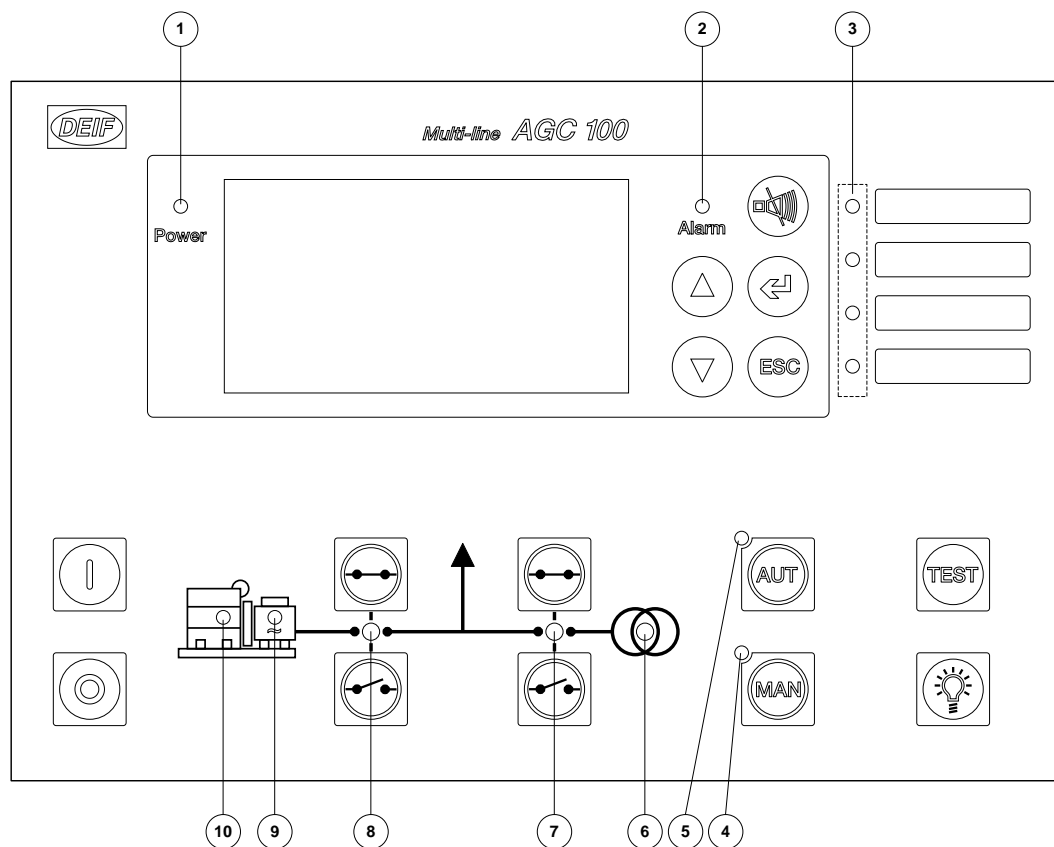 1
2
3
DEIF
Multi-line AGC 100
Power
Alarm
ESC
AUT
TEST
MAN
10
9
8
7
6
5
4